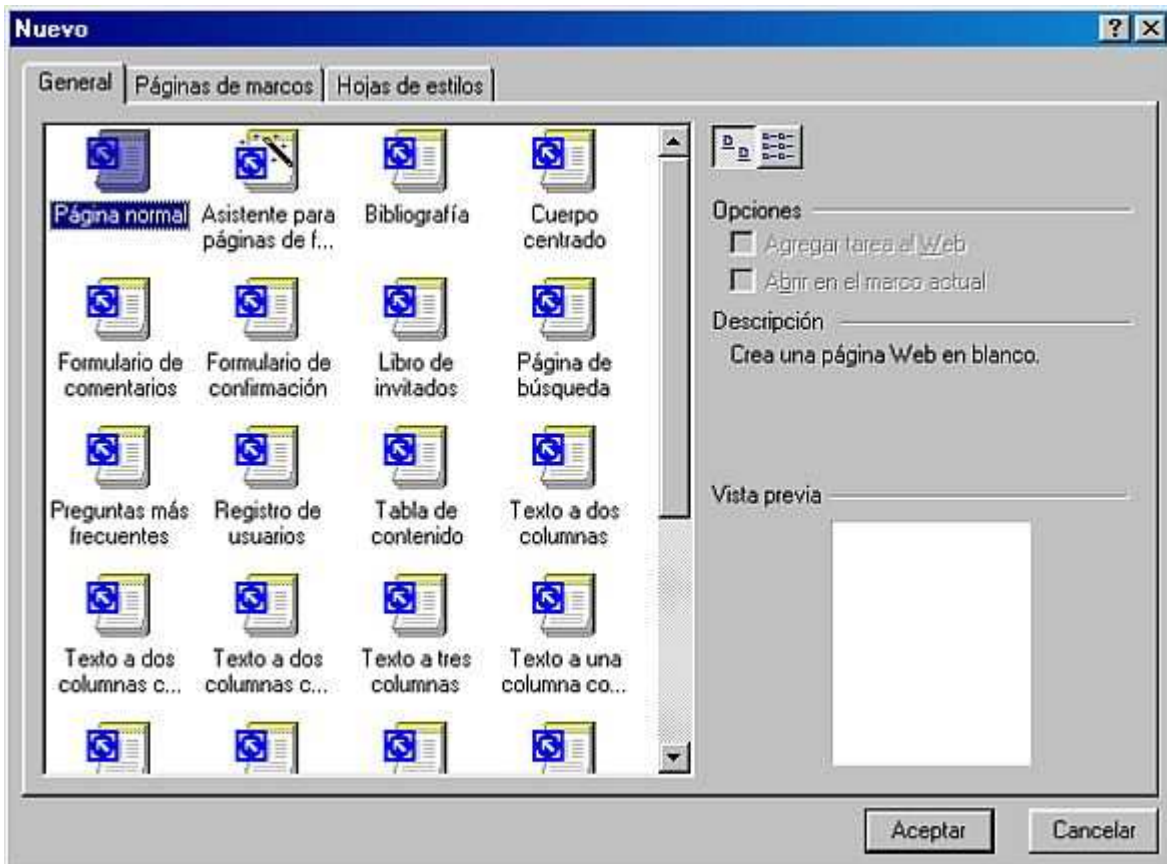 Nuevo
General
Páginas de marcos
Hojas de estilos
Página normal
Asistente para
páginas de f...
Bibliografía
Cuerpo
centrado
Formulario de
comentarios
Formulario de
confirmación
Libro de
invitados
Página de
búsqueda
Preguntas más
frecuentes
Registro de
usuarios
Tabla de
contenido
Texto a dos
columnas
Texto a dos
columnas c...
Texto a dos
columnas c...
Texto a tres
columnas
Texto a una
columna co...
Opciones
Agregar tarea al Web
Abrir en el marco actual
Descripción
Crea una página Web en blanco.
Vista previa
Aceptar
Cancelar